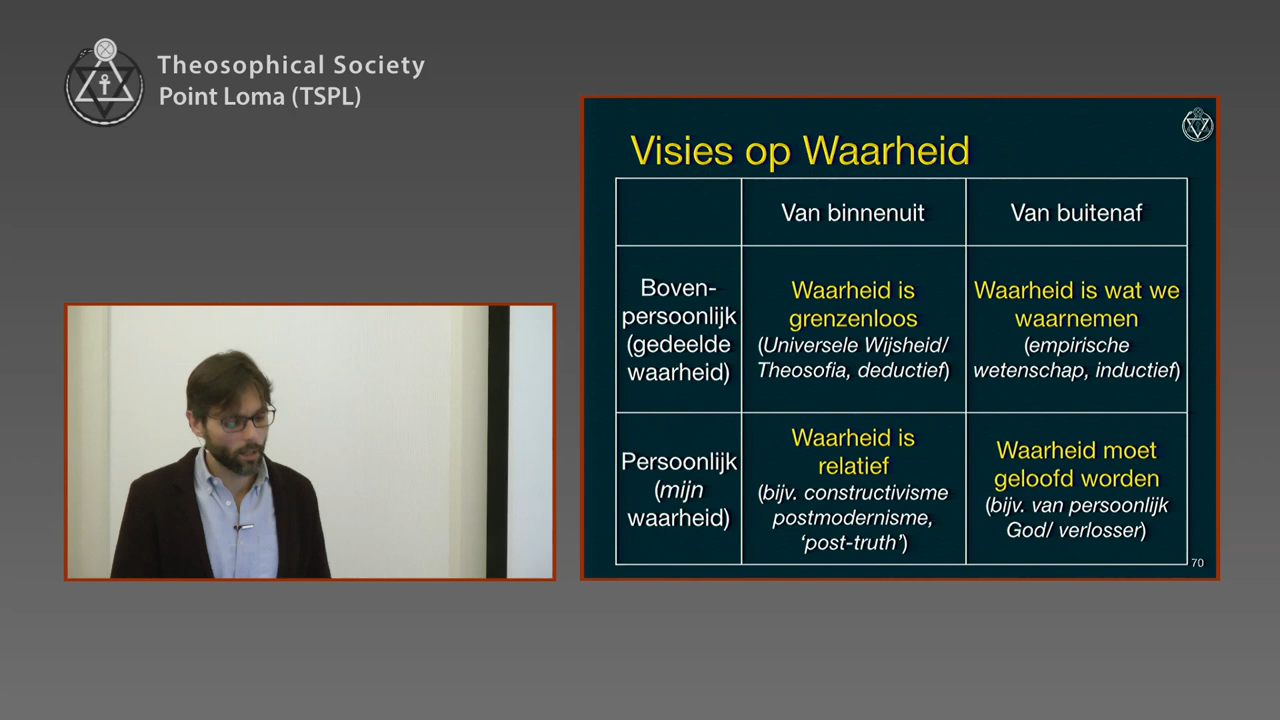 Theosophical Society
Point Loma (TSPL)
Visies op Waarheid
Van binnenuit
Van buitenaf
Boven-
persoonlijk
(gedeelde
waarheid)
Waarheid is
grenzenloos
(Universele Wijsheid/
Theosofia, deductief)
Waarheid is wat we
waarnemen
(empirische
wetenschap, inductief)
Persoonlijk
(mijn
waarheid)
Waarheid is
relatief
(bijv. constructivisme
postmodernisme,
‘post-truth’)
Waarheid moet
geloofd worden
(bijv. van persoonlijk
God/ verlosser)
70